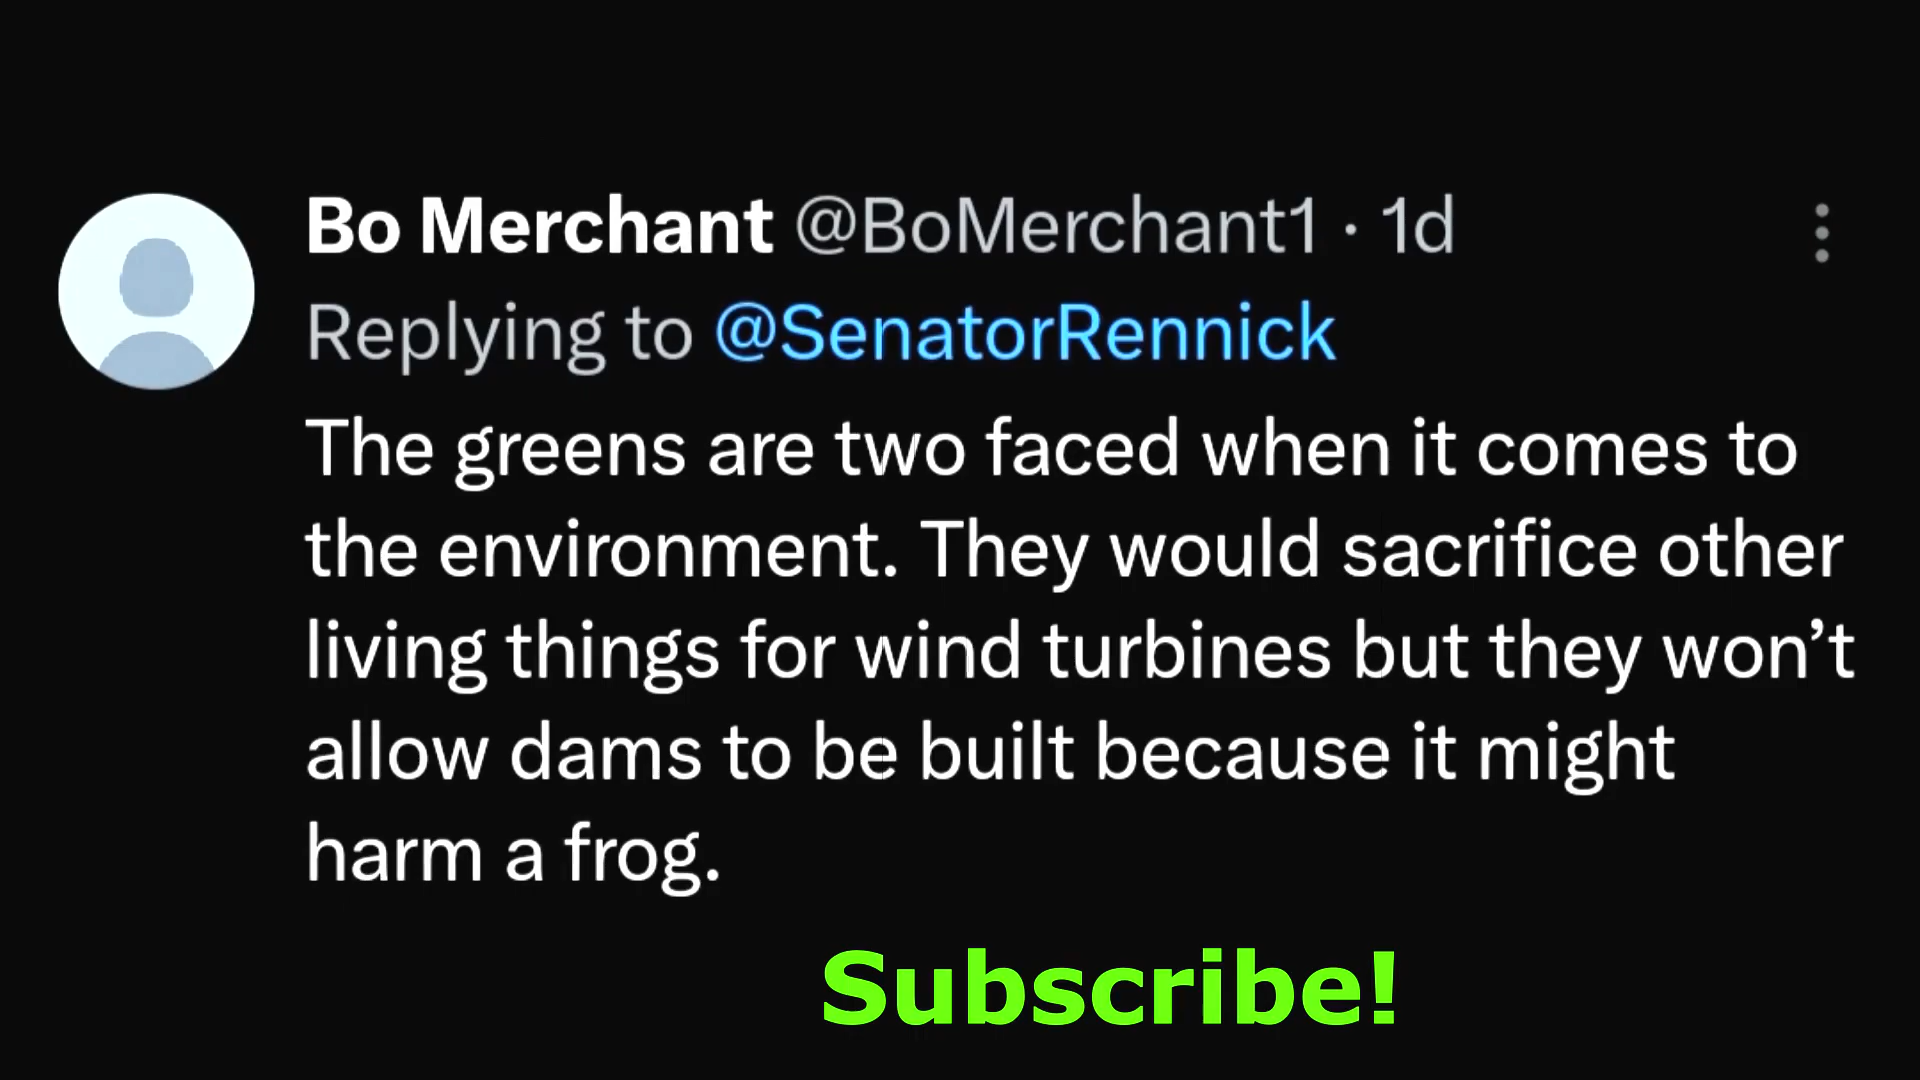 Bo Merchant @BoMerchant1 · 1d
Replying to @SenatorRennick
The greens are two faced when it comes to
the environment. They would sacrifice other
living things for wind turbines but they won’t
allow dams to be built because it might
harm a frog.
Subscribe!